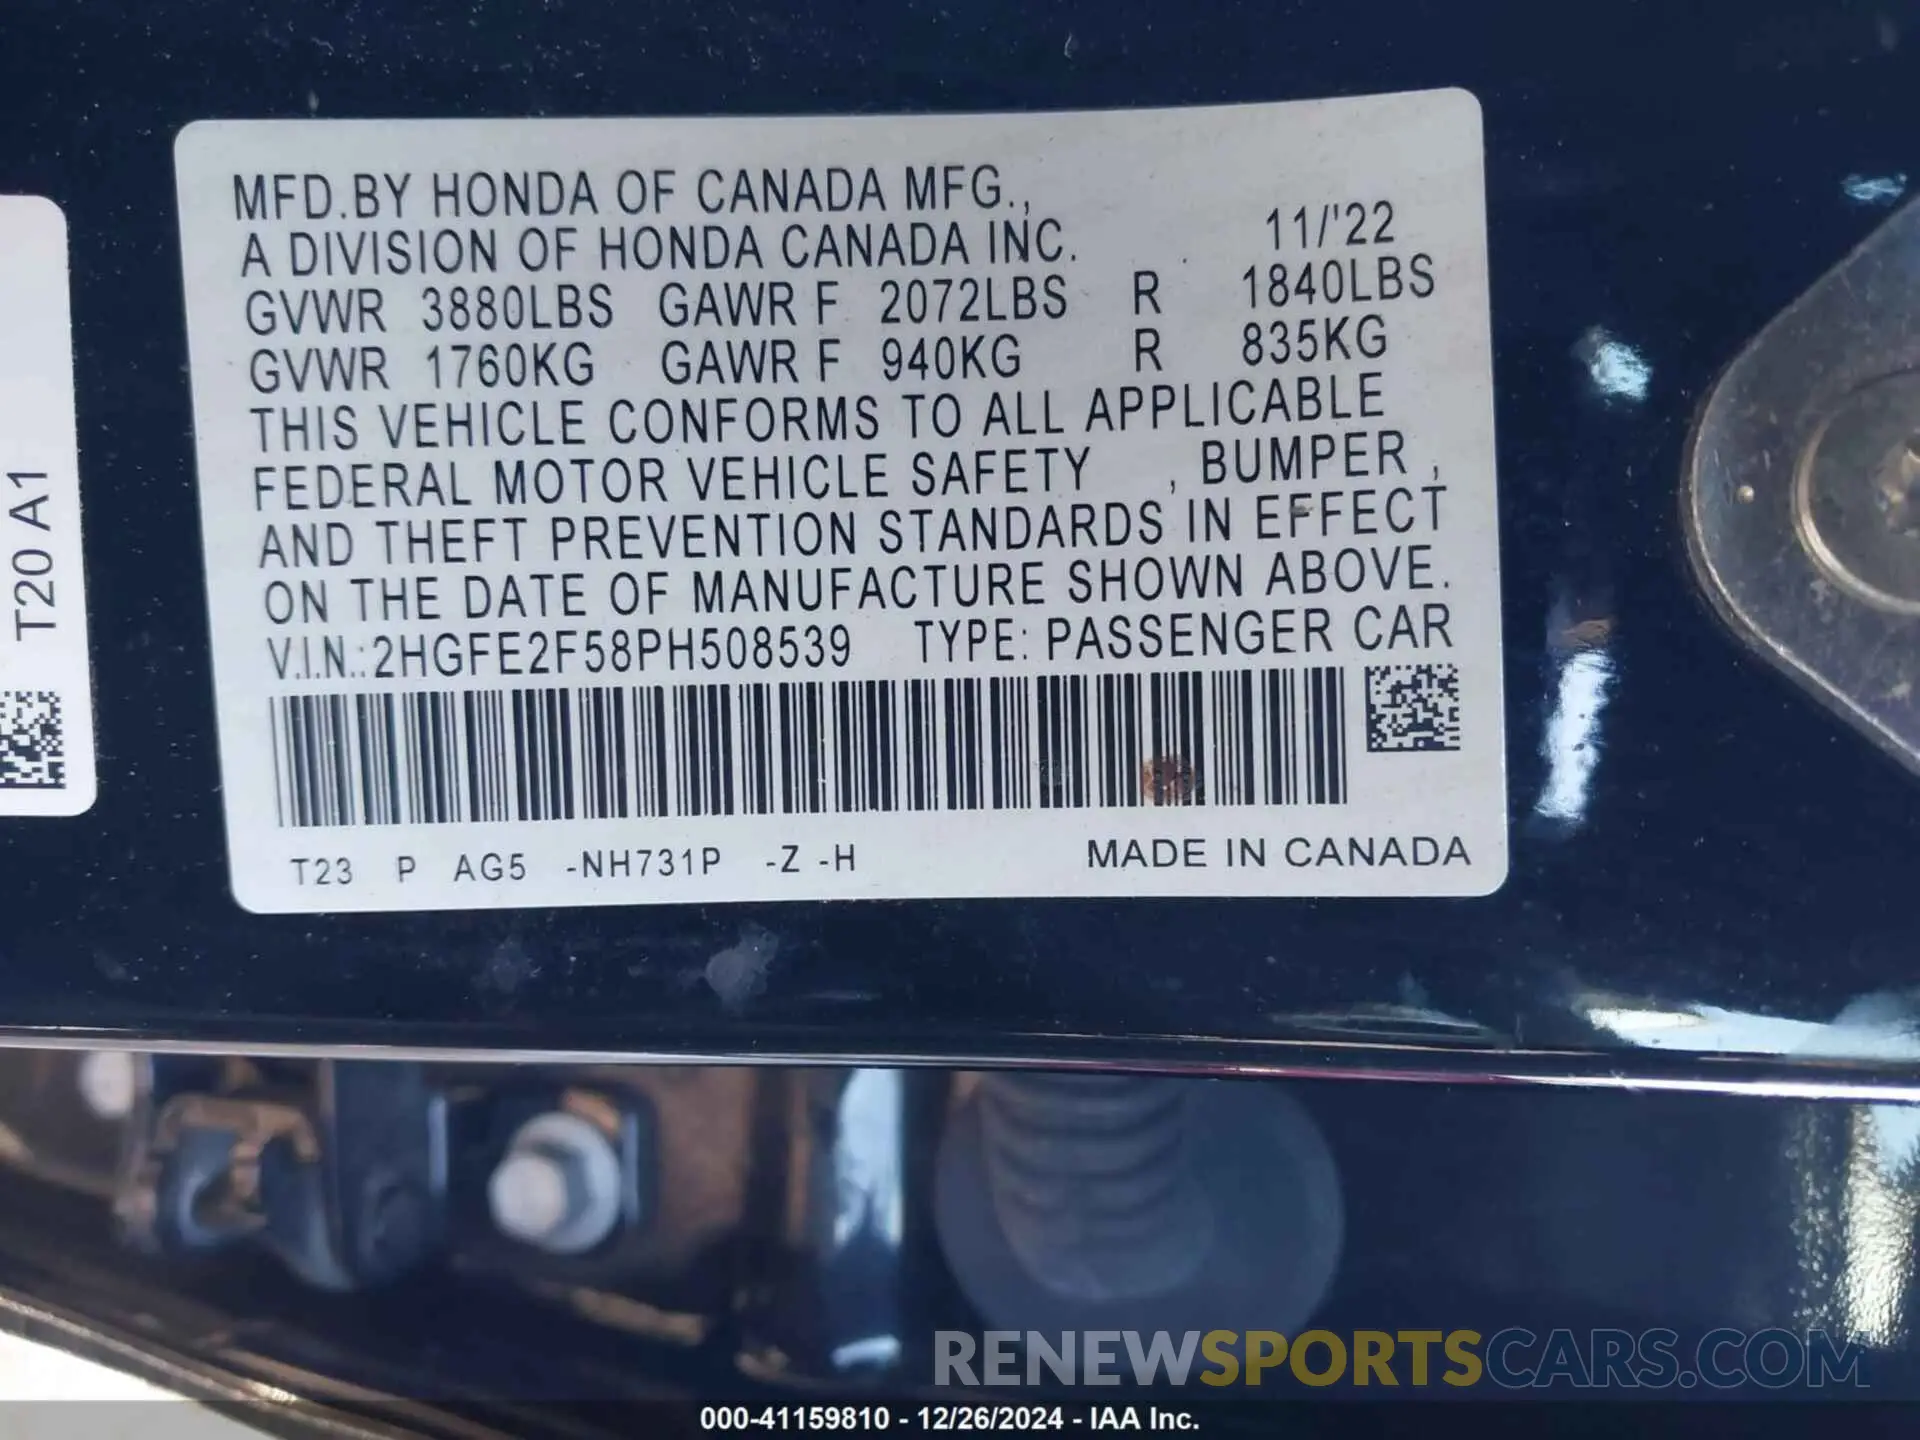 MFD.BY HONDA OF CANADA MFG.,
A DIVISION OF HONDA CANADA INC. 11/'22
GVWR 3880LBS GAWR F 2072LBS R 1840LBS
GVWR 1760KG GAWR F 940KG R 835KG
THIS VEHICLE CONFORMS TO ALL APPLICABLE
FEDERAL MOTOR VEHICLE SAFETY , BUMPER ,
AND THEFT PREVENTION STANDARDS IN EFFECT
ON THE DATE OF MANUFACTURE SHOWN ABOVE.
V.I.N.:2HGFE2F58PH508539 TYPE: PASSENGER CAR
T23 P AG5 -NH731P -Z -H MADE IN CANADA
T20 A1
RENEWSPORTSCARS.COM
000-41159810 - 12/26/2024 - IAA Inc.